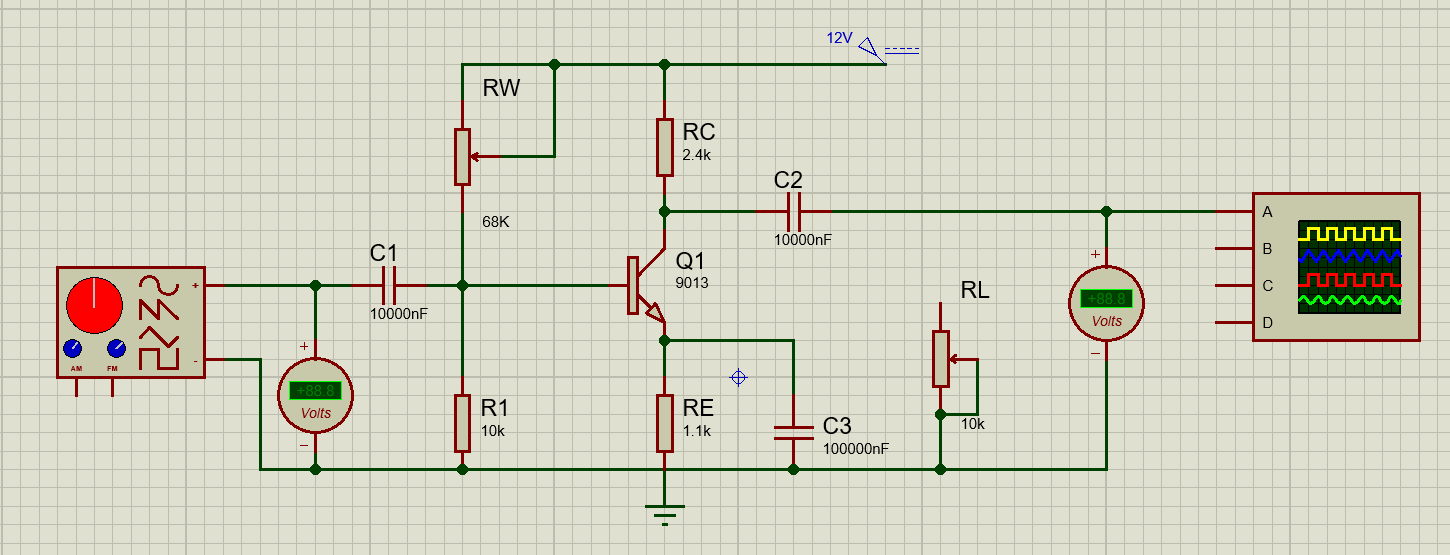 12V
RW
RC
2.4k
C2
10000nF
68K
C1
10000nF
Q1
9013
RL
10k
+
-
AM
FM
+
+88.8
Volts
−
R1
10k
RE
1.1k
C3
100000nF
+
+88.8
Volts
−
A
B
C
D